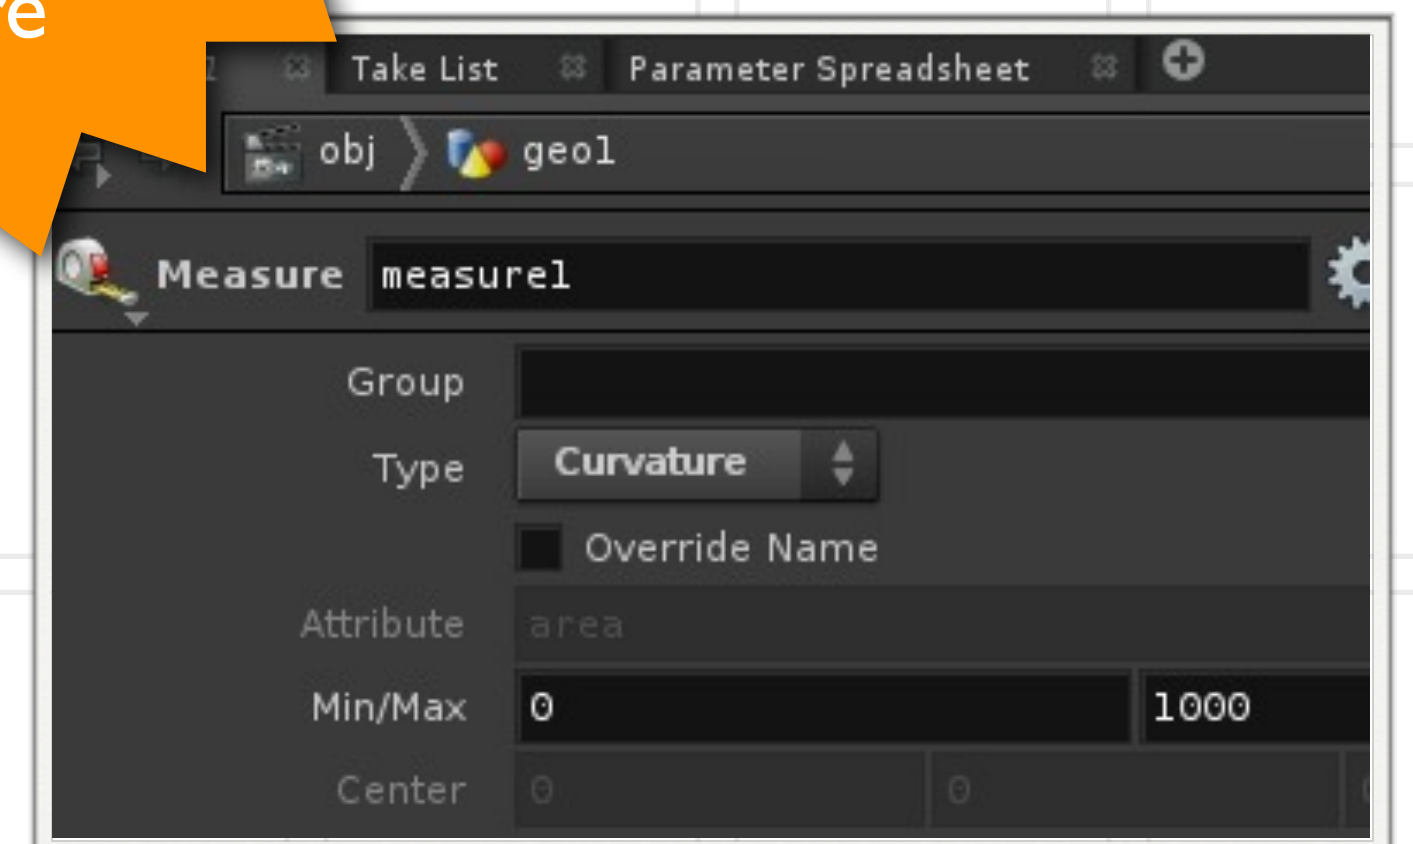 re
Take List Parameter Spreadsheet
obj geo1
Measure measure1
Group
Type Curvature
Override Name
Attribute area
Min/Max 0 1000
Center 0 0